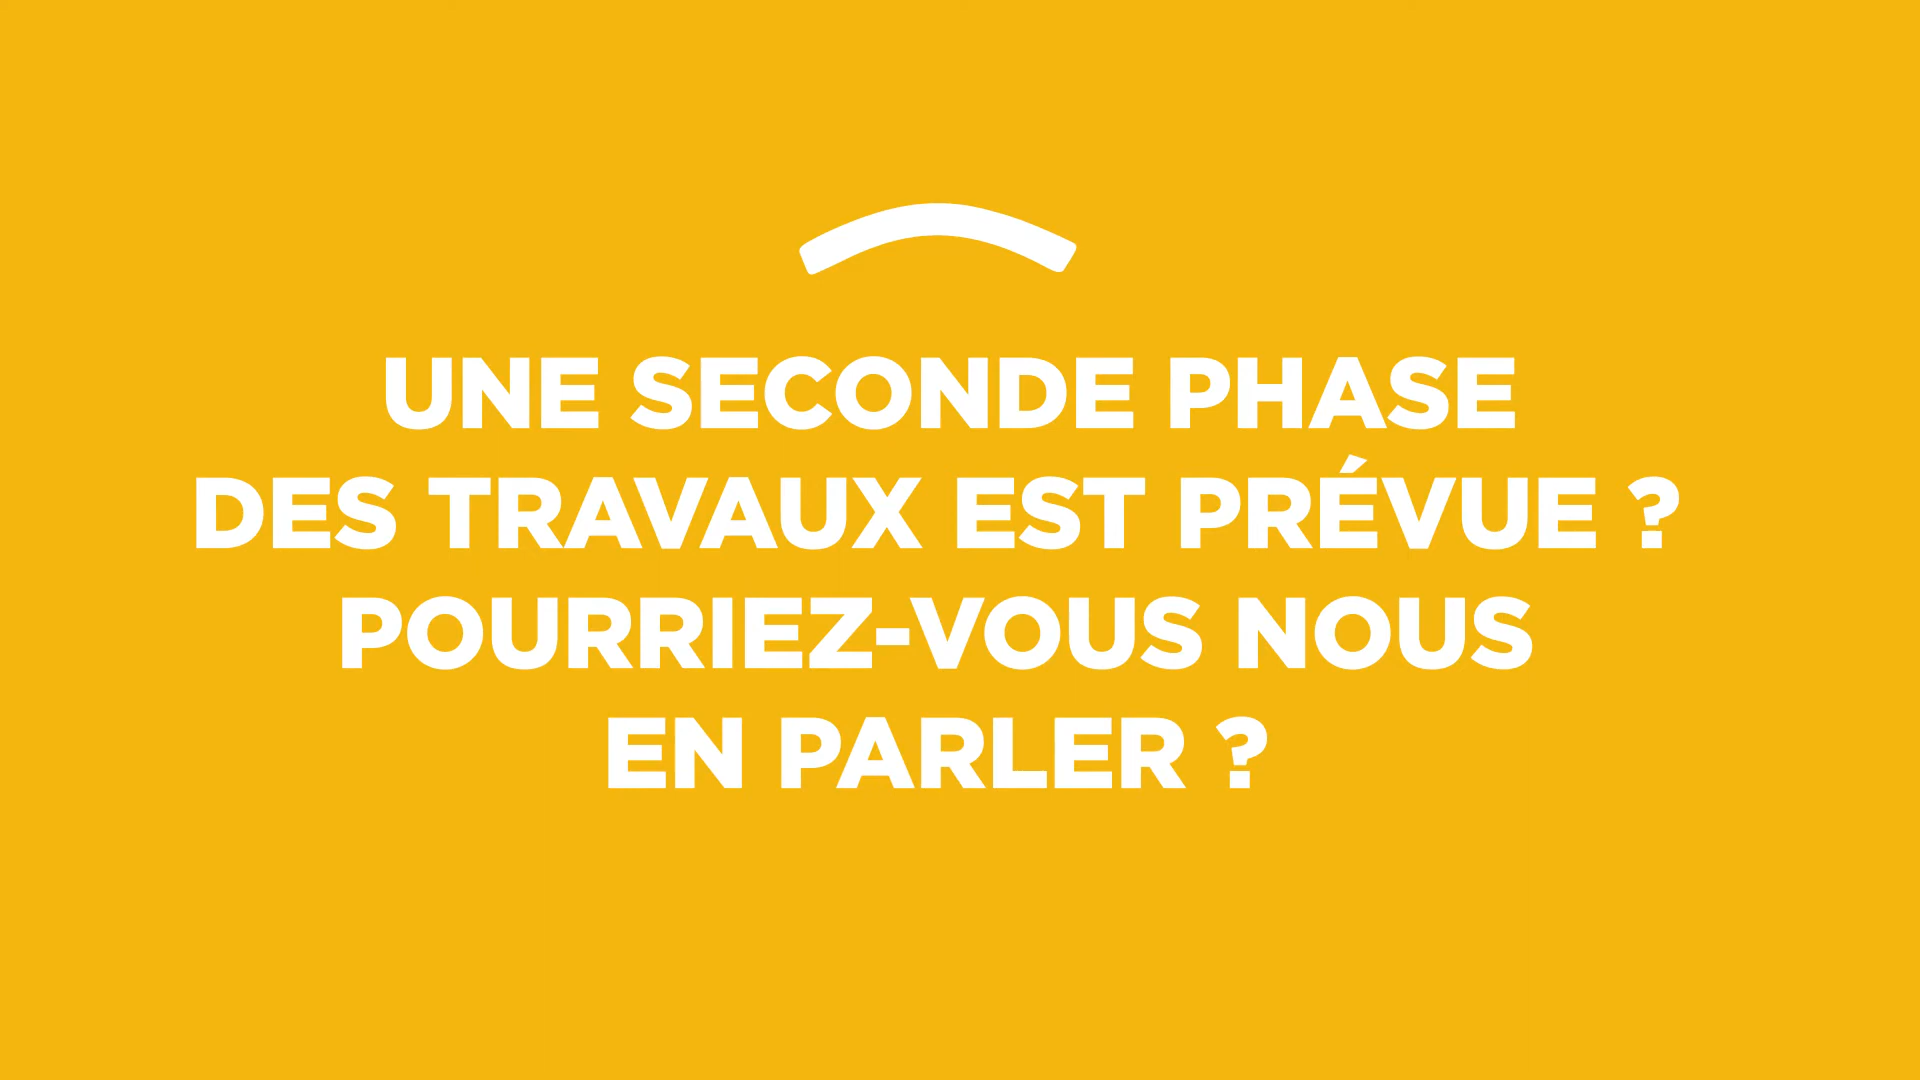 UNE SECONDE PHASE
DES TRAVAUX EST PRÉVUE ?
POURRIEZ-VOUS NOUS
EN PARLER ?